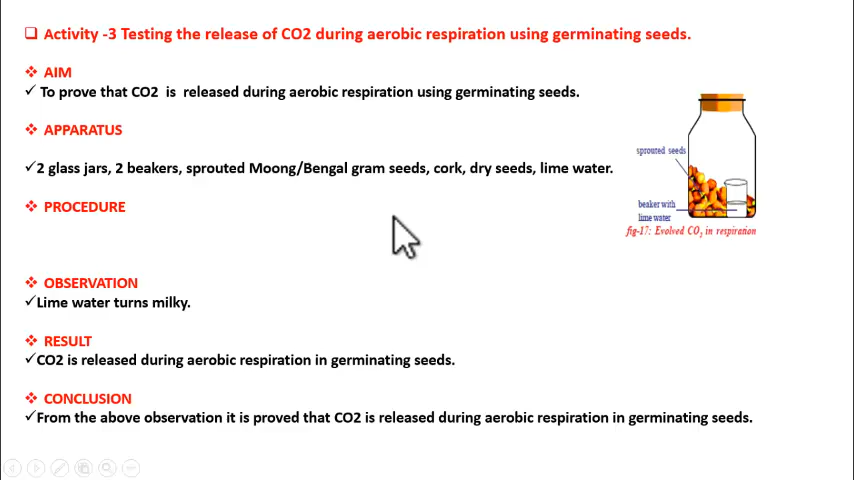 Activity -3 Testing the release of CO2 during aerobic respiration using germinating seeds.
AIM
To prove that CO2 is released during aerobic respiration using germinating seeds.
APPARATUS
2 glass jars, 2 beakers, sprouted Moong/Bengal gram seeds, cork, dry seeds, lime water.
sprouted seeds
beaker with
lime water
fig-17: Evolved CO2 in respiration
PROCEDURE
OBSERVATION
Lime water turns milky.
RESULT
CO2 is released during aerobic respiration in germinating seeds.
CONCLUSION
From the above observation it is proved that CO2 is released during aerobic respiration in germinating seeds.